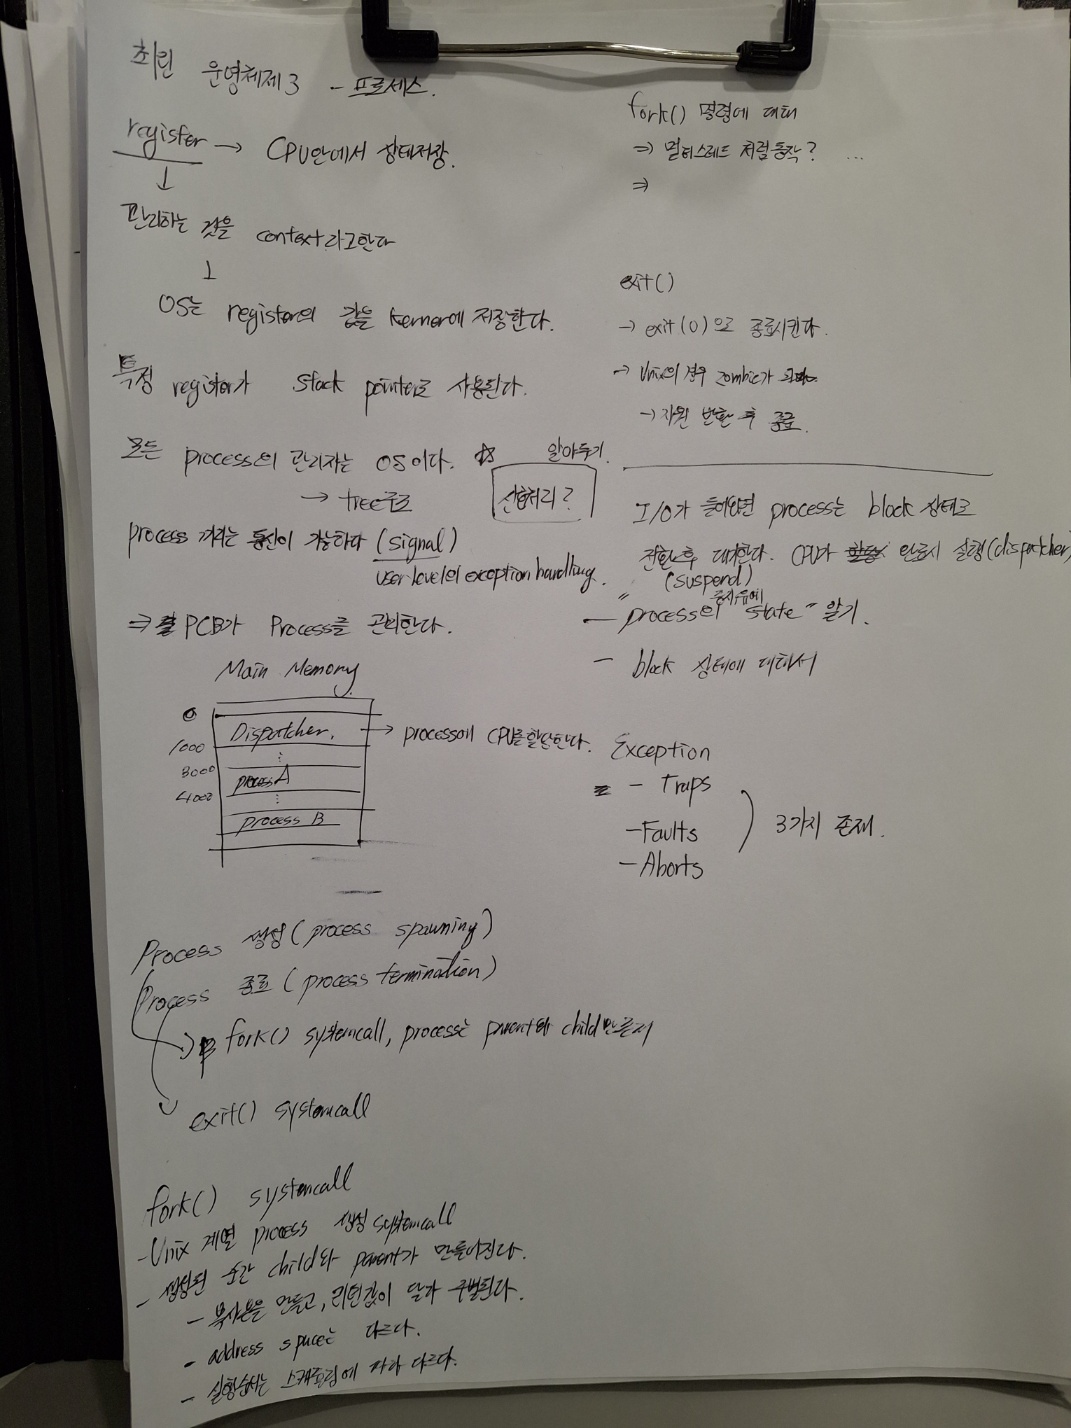 최린 운영체제3 - 프로세스.
register → CPU안에서 상태저장.
↓
관리하는 것을 context라고한다
↓
OS는 register의 값을 kernel에 저장한다.
특정 register가 stack pointer로 사용된다.
모든 process의 관리자는 OS이다. ☆ 알아두기.
→ tree구조
신호처리?
process 끼리는 통신이 가능하다 (signal)
user level의 exception handling.
⇒ PCB가 Process를 관리한다.
Main Memory
0
1000
Dispatcher.
→ process에 CPU를 할당한다.
3000
process A
4000
process B
Process 생성 (process spawning)
Process 종료 (process termination)
fork() systemcall, process는 parent와 child
exit() systemcall
fork() systemcall
- Unix 계열 process 생성 systemcall
- 생성된 순간 child와 parent가 만들어진다.
- 복사본을 만들고, 리턴값이 달라 구별된다.
- address space는 다르다.
- 실행순서는 스케쥴링에 따라 다르다.
fork() 명령에 대해
⇒ 멀티스레드 처럼동작? ...
⇒
exit()
→ exit(0)으로 종료시킨다.
→ Unix의 경우 zombie가
→ 자원 반환 후 종료.
I/O가 들어오면 process는 block 상태로
전환 후 대기한다. CPU가 완료시 실행(dispatcher)
(suspend)
— process의 "state" 알기.
- block 상태에 대해서
Exception
- Traps
- Faults
3가지 존재.
- Aborts